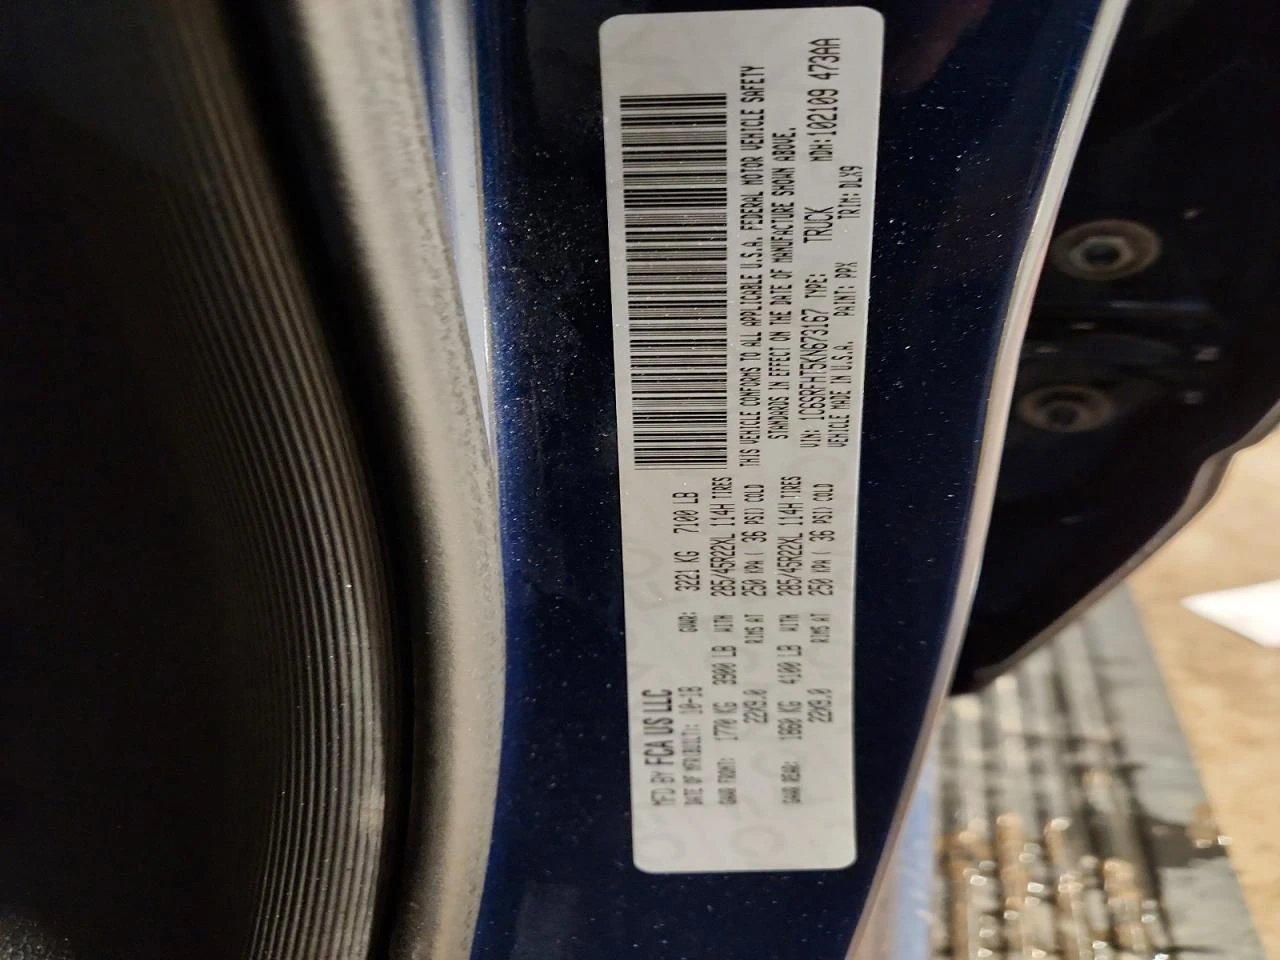 MFD BY FCA US LLC
DATE OF MFR/BUILT: 10-18 GVWR: 3221 KG 7100 LB
GAWR FRONT: 1770 KG 3900 LB WITH 285/45R22XL 114H TIRES
22X9.0 RIMS AT 250 KPA ( 36 PSI) COLD
GAWR REAR: 1860 KG 4100 LB WITH 285/45R22XL 114H TIRES
22X9.0 RIMS AT 250 KPA ( 36 PSI) COLD
THIS VEHICLE CONFORMS TO ALL APPLICABLE U.S.A. FEDERAL MOTOR VEHICLE SAFETY
STANDARDS IN EFFECT ON THE DATE OF MANUFACTURE SHOWN ABOVE.
VIN: 1C6SRFHT5KN673167 TYPE: TRUCK MDH:102109 473AA
VEHICLE MADE IN U.S.A. PAINT: PPX TRIM: DLX9